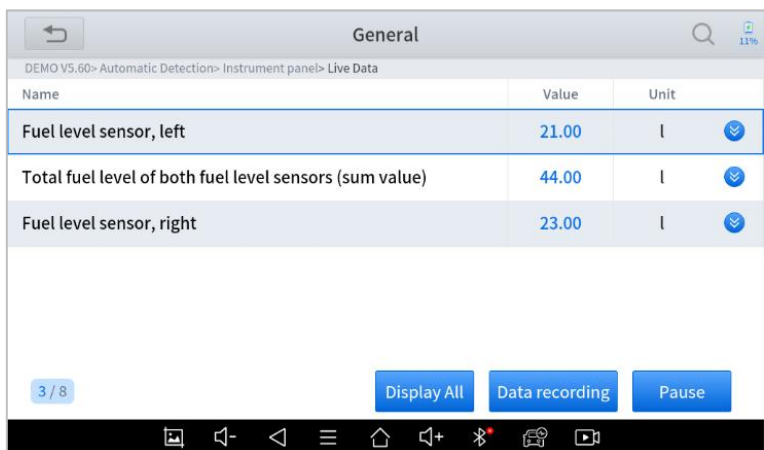 General
11%
DEMO V5.60> Automatic Detection> Instrument panel> Live Data
Name Value Unit
Fuel level sensor, left 21.00 l
Total fuel level of both fuel level sensors (sum value) 44.00 l
Fuel level sensor, right 23.00 l
3 / 8 Display All Data recording Pause